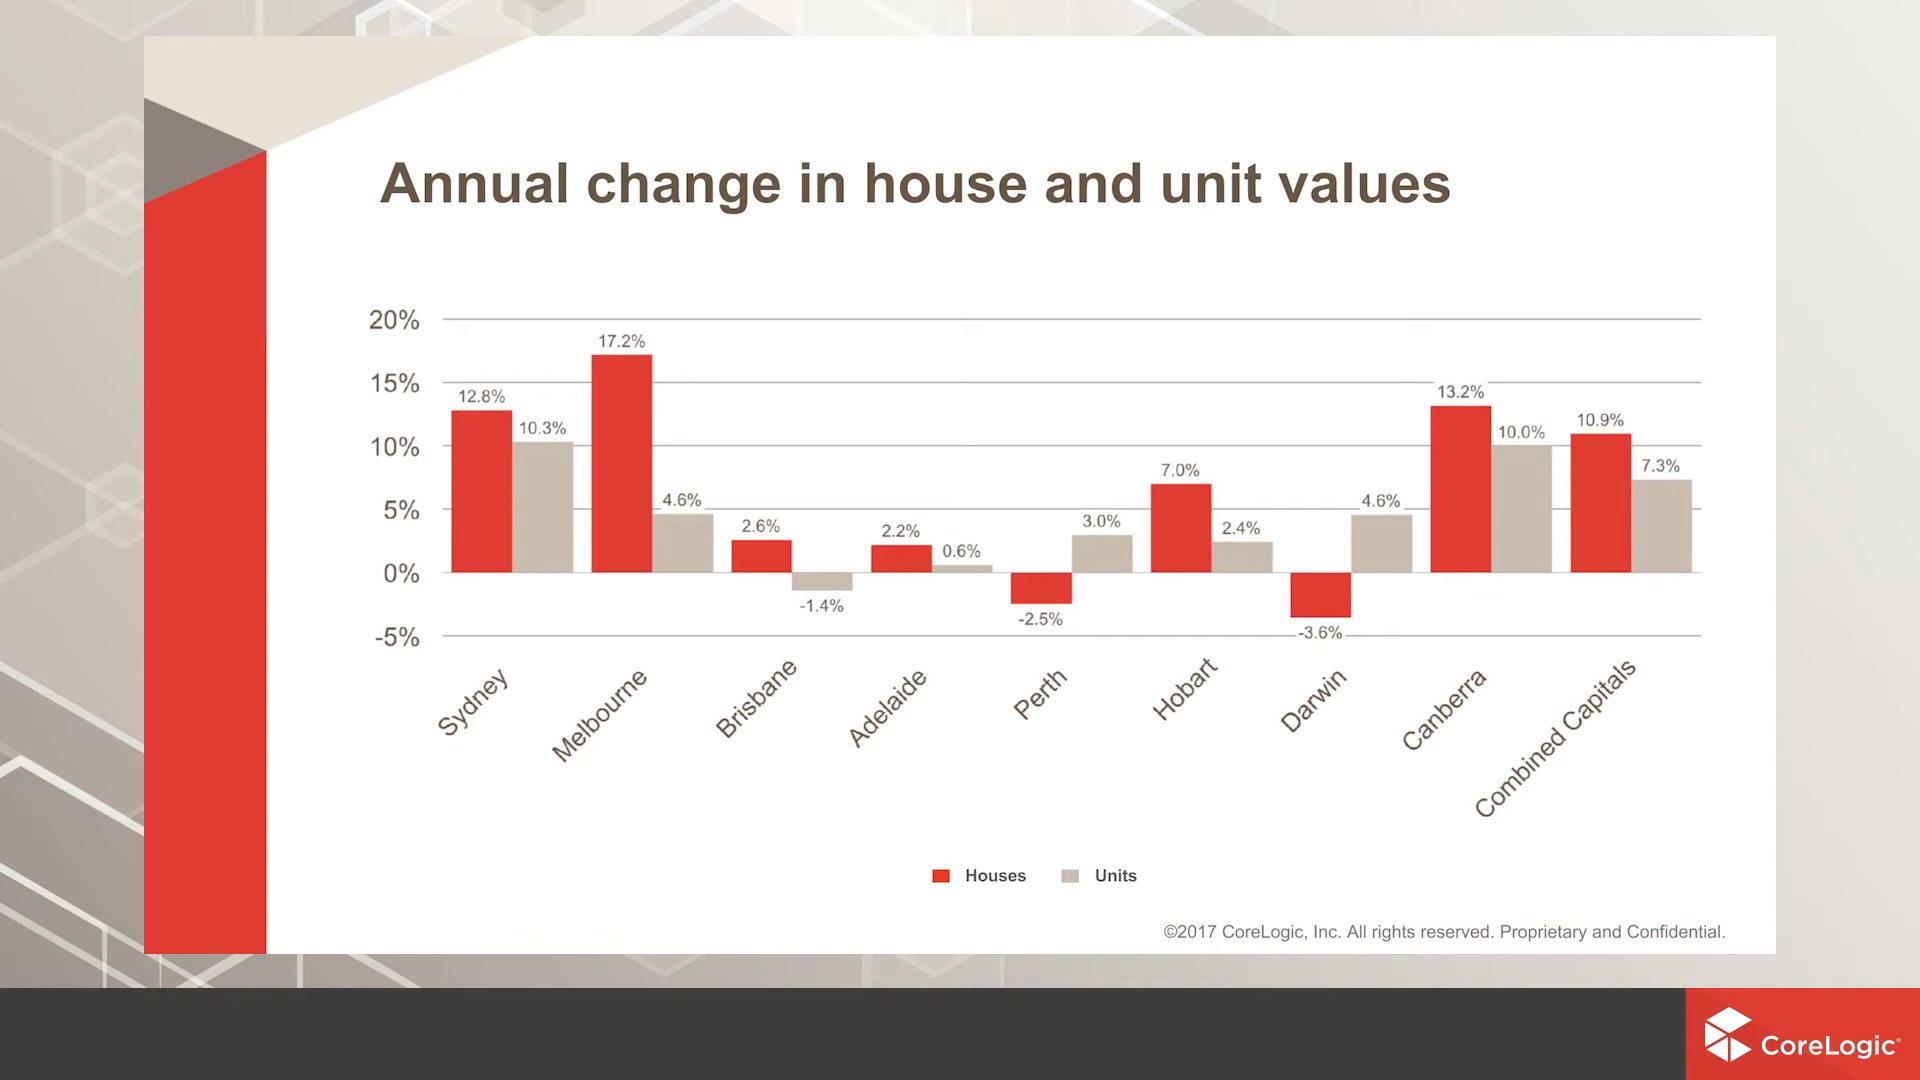 Annual change in house and unit values
20%
15%
10%
5%
0%
-5%
12.8%
10.3%
17.2%
4.6%
2.6%
-1.4%
2.2%
0.6%
-2.5%
3.0%
7.0%
2.4%
-3.6%
4.6%
13.2%
10.0%
10.9%
7.3%
Sydney
Melbourne
Brisbane
Adelaide
Perth
Hobart
Darwin
Canberra
Combined Capitals
Houses
Units
©2017 CoreLogic, Inc. All rights reserved. Proprietary and Confidential.
CoreLogic